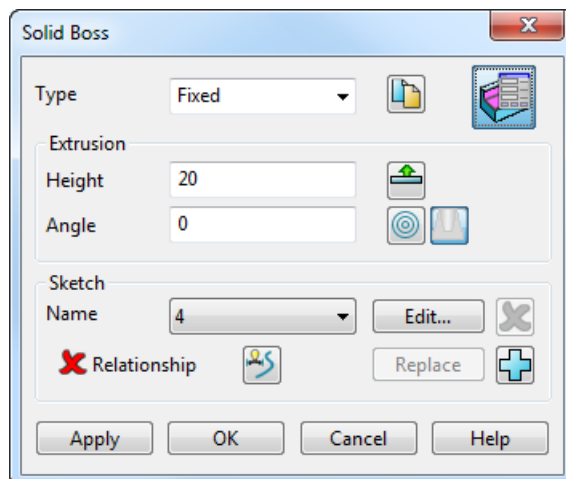 Solid Boss
Type Fixed
Extrusion
Height 20
Angle 0
Sketch
Name 4 Edit...
Relationship Replace
Apply OK Cancel Help